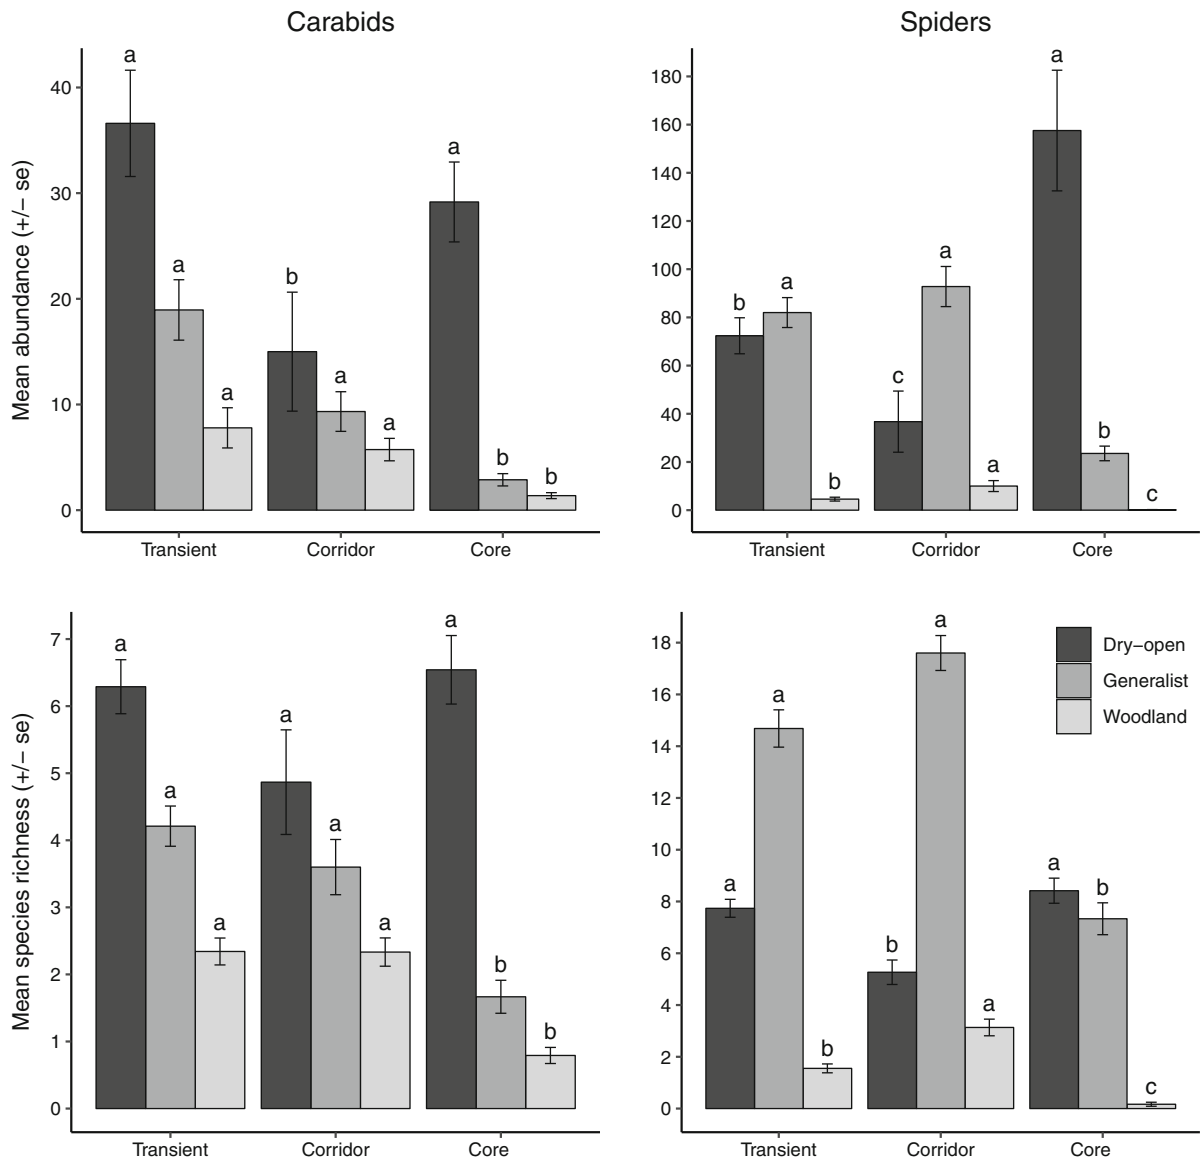 Carabids
Spiders
Mean abundance (+/− se)
40
30
20
10
0
a
a
a
b
a
a
a
b
b
Transient
Corridor
Core
180
160
140
120
100
80
60
40
20
0
b
a
b
c
a
a
a
b
c
Transient
Corridor
Core
Mean species richness (+/− se)
7
6
5
4
3
2
1
0
a
a
a
a
a
a
a
b
b
Transient
Corridor
Core
18
16
14
12
10
8
6
4
2
0
a
a
b
b
a
a
a
b
c
Dry−open
Generalist
Woodland
Transient
Corridor
Core